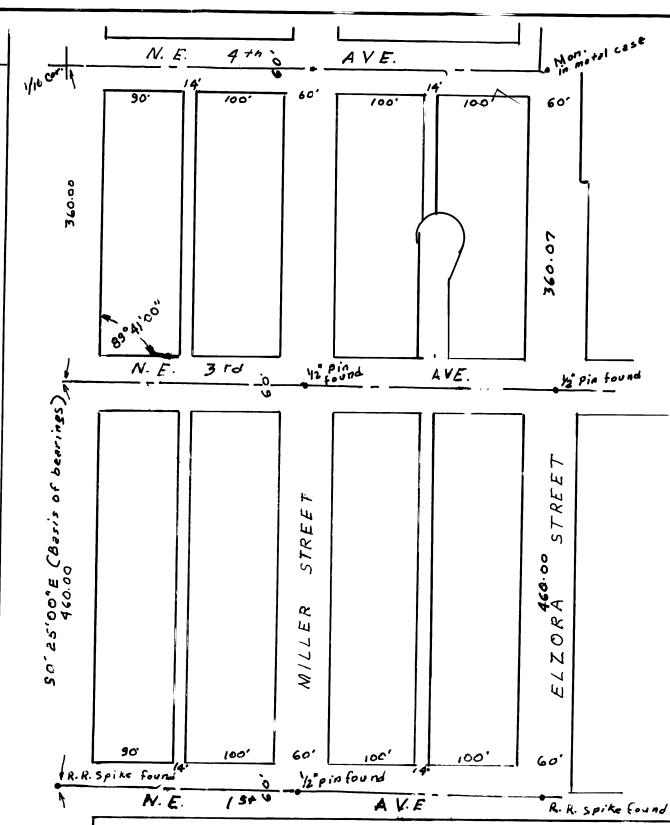 N.E. 4th AVE.
60'
Mon.
in metal case
1/16 Cor.
90'
14'
100'
60'
100'
14'
100'
60'
360.00
360.07
89° 41' 00"
N.E. 3rd AVE.
60'
1/2" pin
found
1/2" pin found
S0° 25' 00" E (Basis of bearings)
460.00
MILLER STREET
460.00
ELZORA STREET
90'
14'
100'
60'
100'
14'
100'
60'
R.R. Spike found
60'
1/2" pin found
N.E. 1st AVE
R.R. spike found